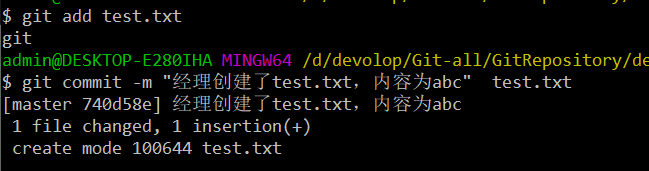 $ git add test.txt
git
admin@DESKTOP-E280IHA MINGW64 /d/devolop/Git-all/GitRepository/de
$ git commit -m "经理创建了test.txt，内容为abc"  test.txt
[master 740d58e] 经理创建了test.txt，内容为abc
 1 file changed, 1 insertion(+)
 create mode 100644 test.txt